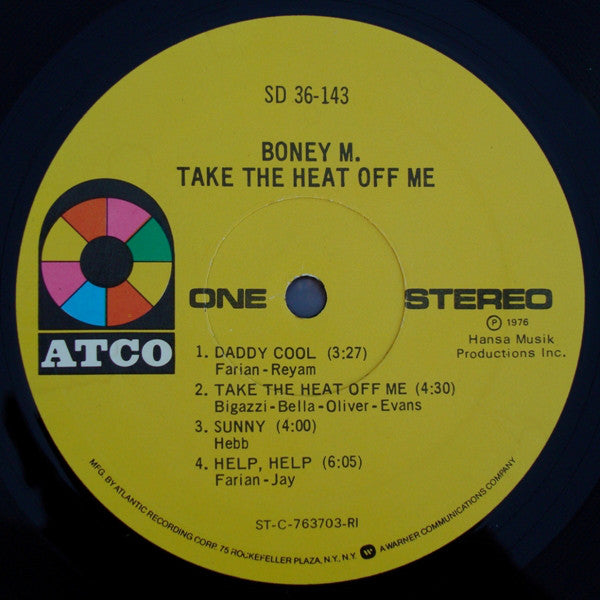 SD 36-143
BONEY M.
TAKE THE HEAT OFF ME
ATCO
ONE
STEREO
Ⓟ 1976
Hansa Musik
Productions Inc.
1. DADDY COOL (3:27)
Farian-Reyam
2. TAKE THE HEAT OFF ME (4:30)
Bigazzi-Bella-Oliver-Evans
3. SUNNY (4:00)
Hebb
4. HELP, HELP (6:05)
Farian-Jay
ST-C-763703-RI
MFG. BY ATLANTIC RECORDING CORP. 75 ROCKEFELLER PLAZA, N.Y., N.Y. W A WARNER COMMUNICATIONS COMPANY